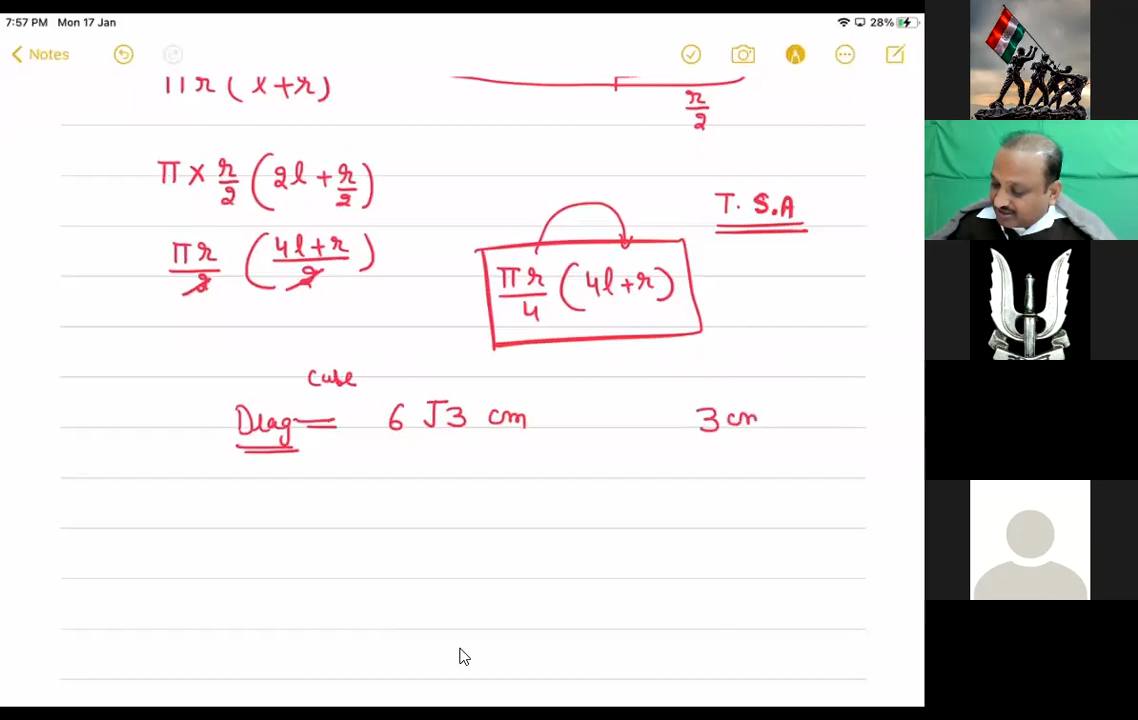 7:57 PM Mon 17 Jan 28%
Notes
πr ( x + r )
r/2
π × r/2 ( 2l + r/2 )
T. S.A
πr/2 ( 4l + r / 2 )
πr/4 ( 4l + r )
Cube
Diag = 6 √3 cm 3 cm